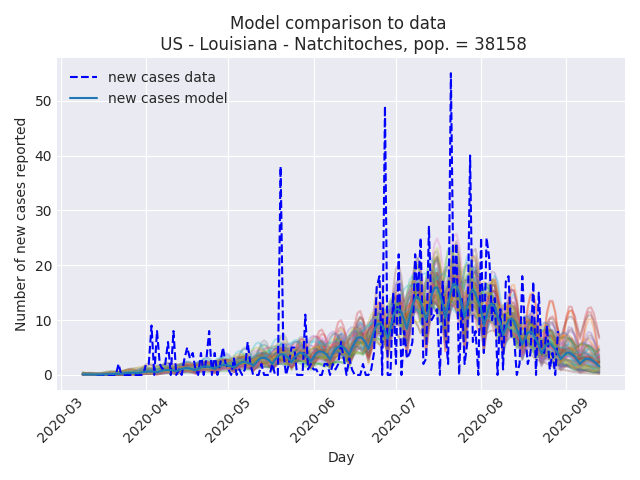 Model comparison to data
US - Louisiana - Natchitoches, pop. = 38158
new cases data
new cases model
Number of new cases reported
50
40
30
20
10
0
2020-03
2020-04
2020-05
2020-06
2020-07
2020-08
2020-09
Day